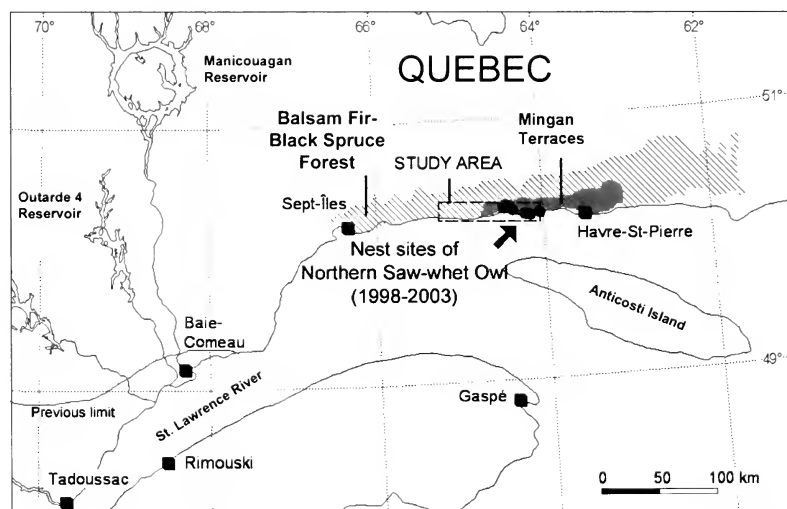 70°
68°
66°
64°
62°
Manicouagan
Reservoir
QUEBEC
51°
Balsam Fir-
Black Spruce
Forest
Mingan
Terraces
STUDY AREA
Outarde 4
Reservoir
Sept-Îles
Havre-St-Pierre
Nest sites of
Northern Saw-whet Owl
(1998-2003)
Anticosti Island
Baie-
Comeau
49°
Previous limit
St. Lawrence River
Gaspé
Tadoussac
Rimouski
0 50 100 km